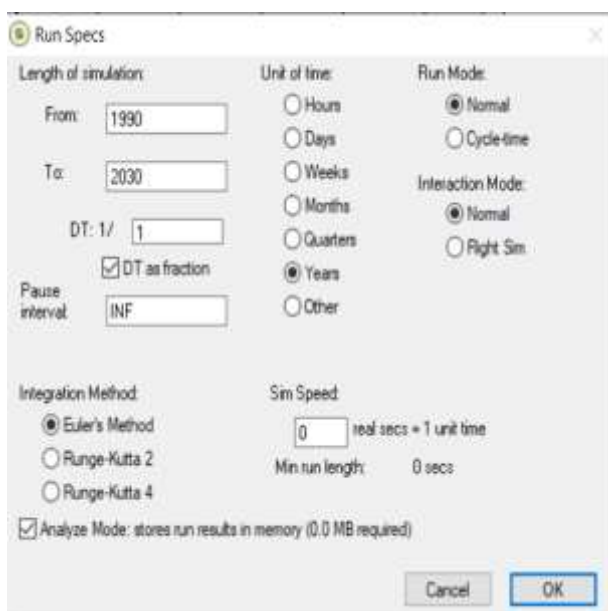 Run Specs
Length of simulation:
From: 1990
To: 2030
DT: 1/ 1
DT as fraction
Pause interval: INF
Unit of time:
Hours
Days
Weeks
Months
Quarters
Years
Other
Run Mode:
Normal
Cycle-time
Interaction Mode:
Normal
Flight Sim
Integration Method:
Euler's Method
Runge-Kutta 2
Runge-Kutta 4
Sim Speed:
0 real secs = 1 unit time
Min run length: 0 secs
Analyze Mode: stores run results in memory (0.0 MB required)
Cancel OK